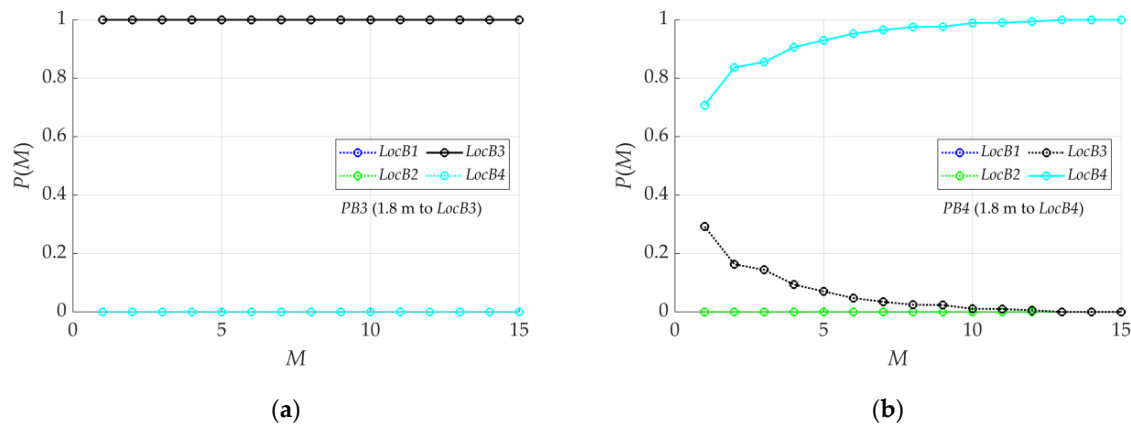 1
0.8
0.6
0.4
0.2
0
P(M)
LocB1 LocB3
LocB2 LocB4
PB3 (1.8 m to LocB3)
0 5 10 15
M
(a)
1
0.8
0.6
0.4
0.2
0
P(M)
LocB1 LocB3
LocB2 LocB4
PB4 (1.8 m to LocB4)
0 5 10 15
M
(b)